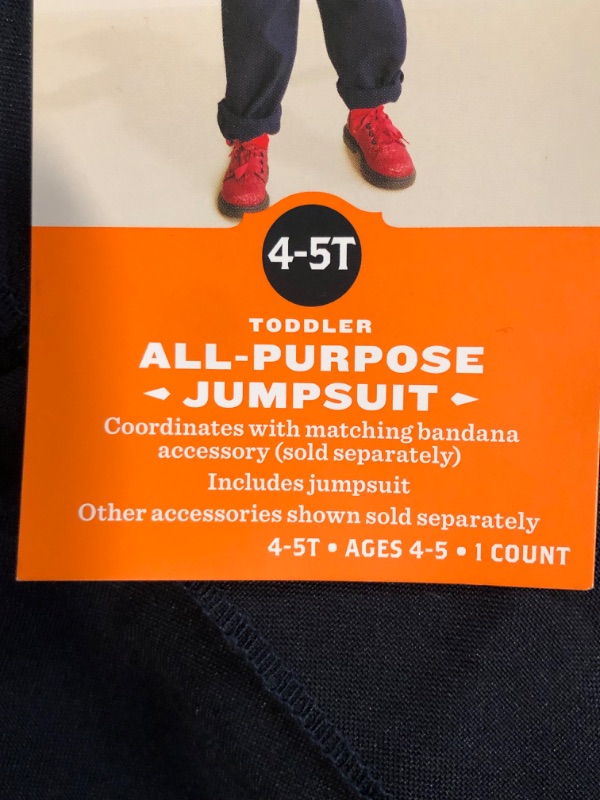 4-5T
TODDLER
ALL-PURPOSE
JUMPSUIT
Coordinates with matching bandana
accessory (sold separately)
Includes jumpsuit
Other accessories shown sold separately
4-5T • AGES 4-5 • 1 COUNT